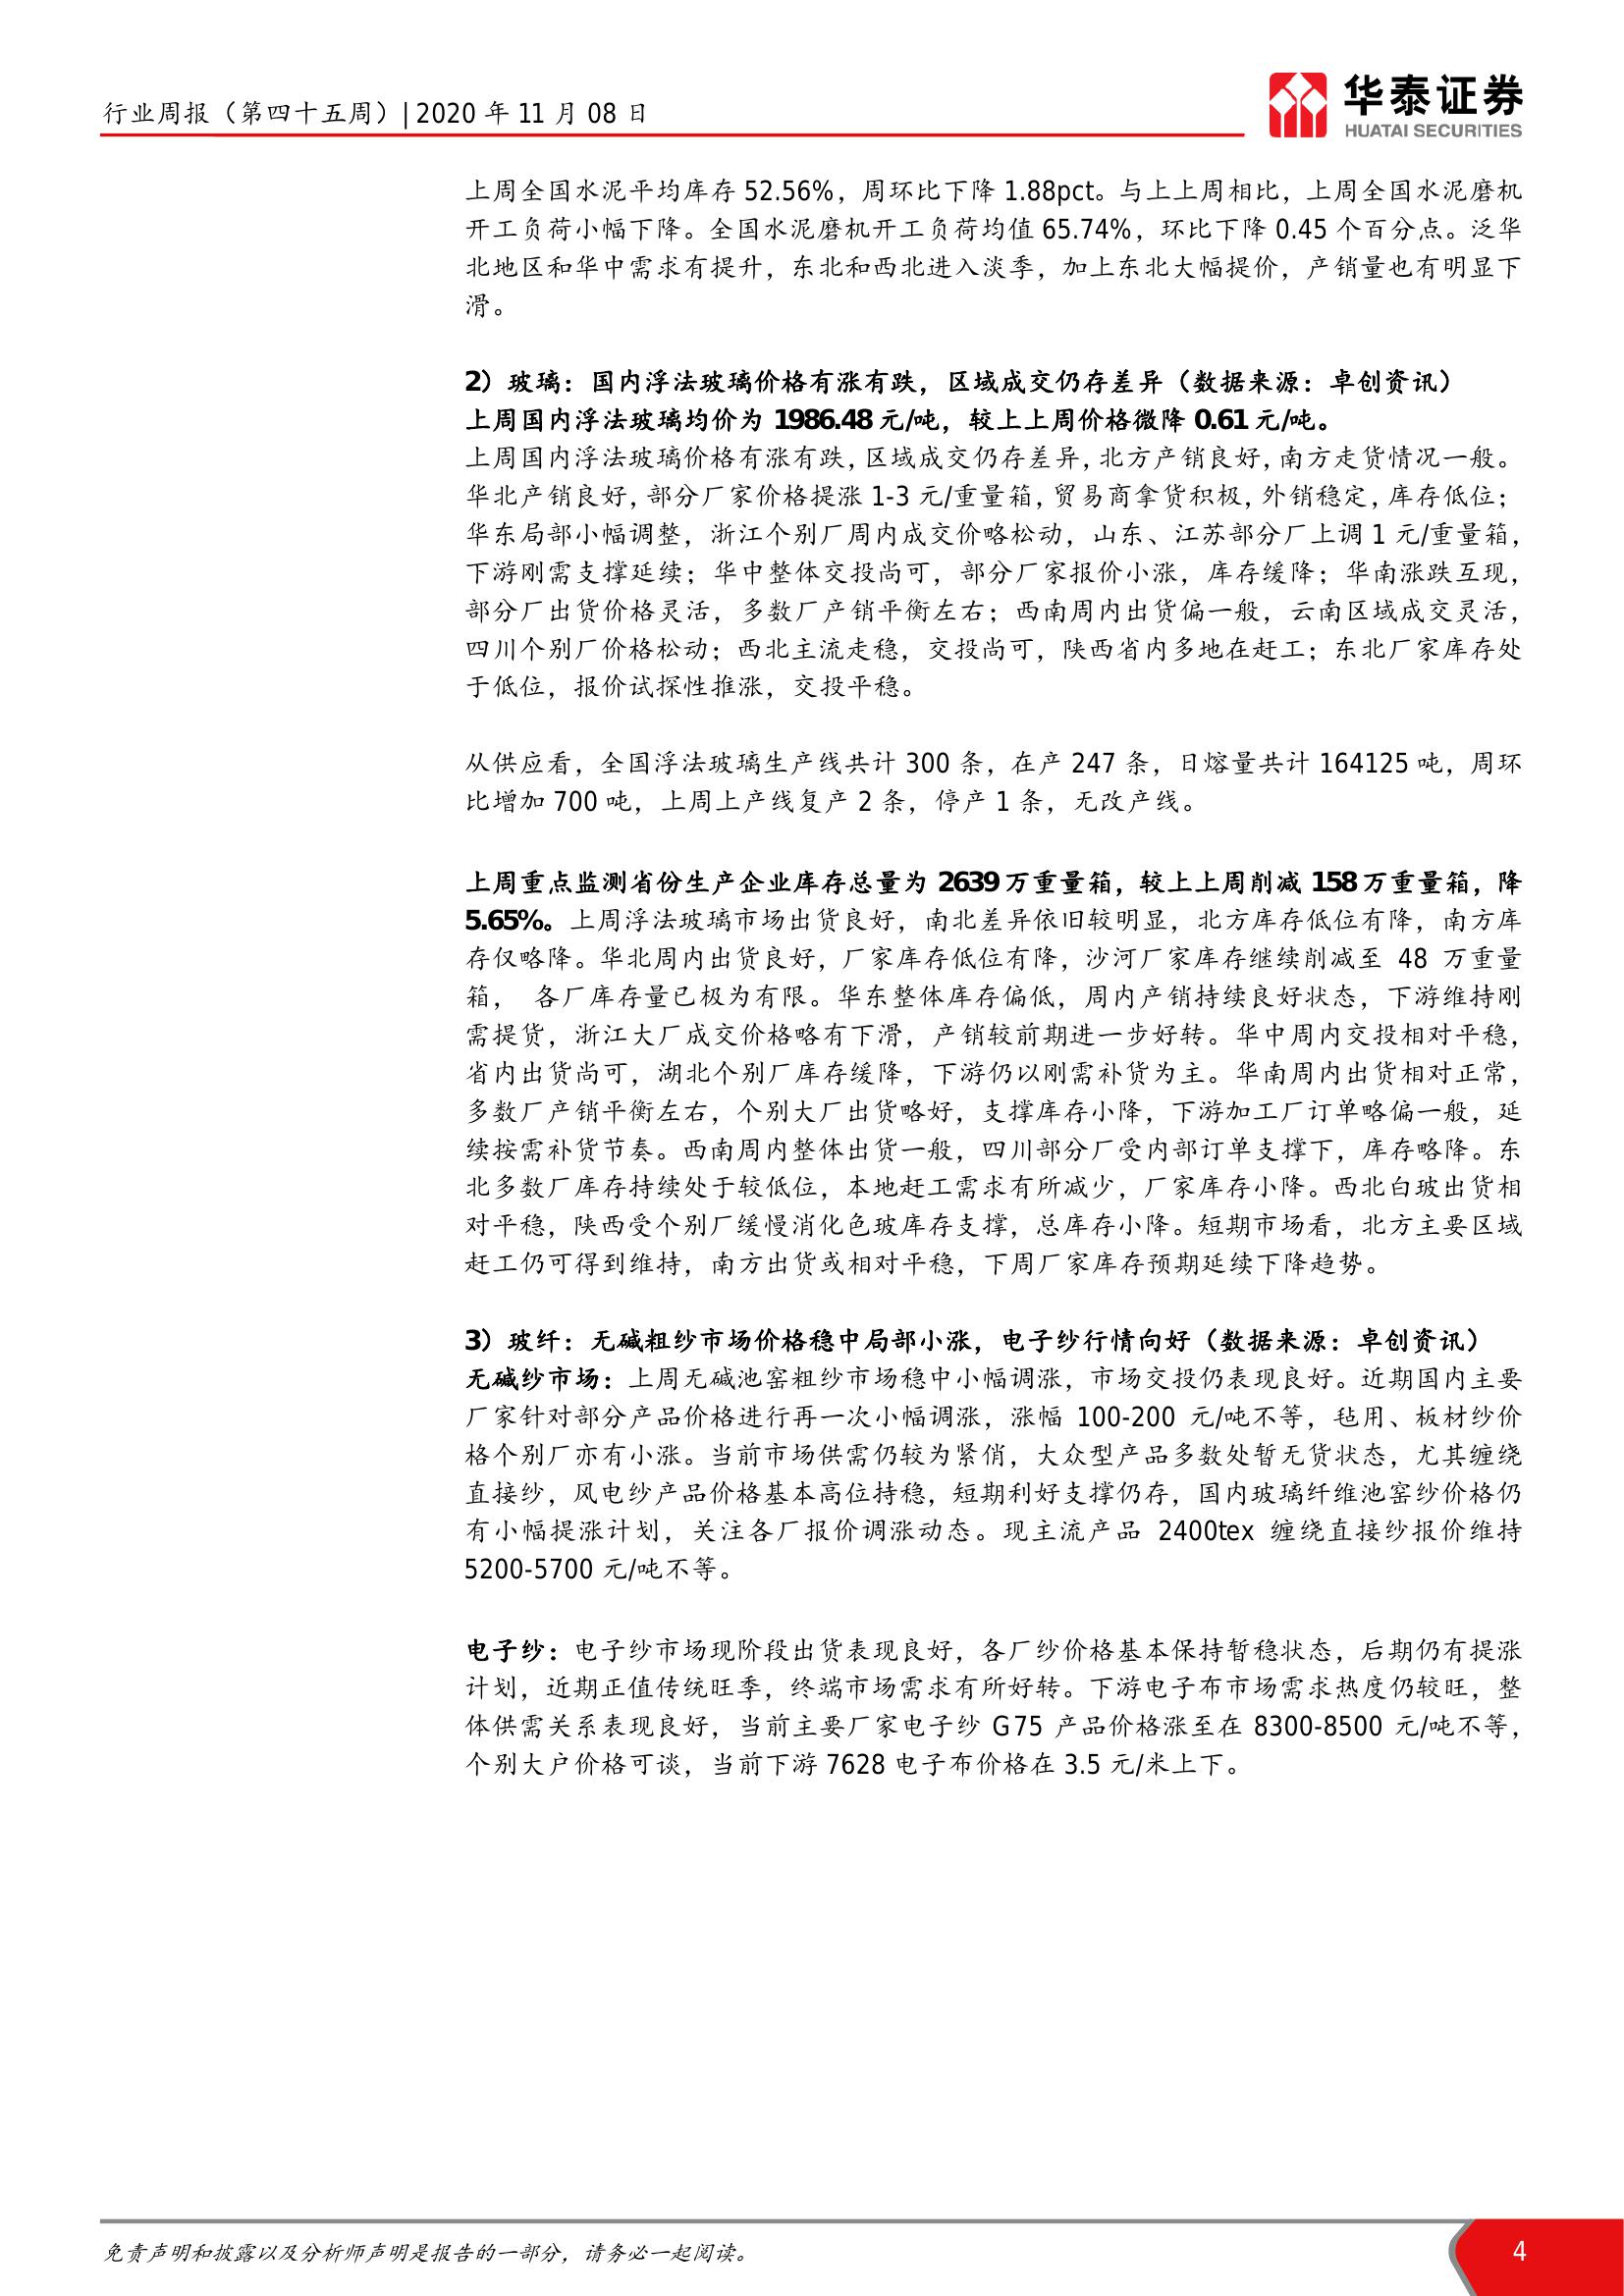 行业周报（第四十五周）| 2020 年 11 月 08 日
华泰证券
HUATAI SECURITIES
上周全国水泥平均库存 52.56%，周环比下降 1.88pct。与上上周相比，上周全国水泥磨机
开工负荷小幅下降。全国水泥磨机开工负荷均值 65.74%，环比下降 0.45 个百分点。泛华
北地区和华中需求有提升，东北和西北进入淡季，加上东北大幅提价，产销量也有明显下
滑。
2）玻璃：国内浮法玻璃价格有涨有跌，区域成交仍存差异（数据来源：卓创资讯）
上周国内浮法玻璃均价为 1986.48 元/吨，较上上周价格微降 0.61 元/吨。
上周国内浮法玻璃价格有涨有跌，区域成交仍存差异，北方产销良好，南方走货情况一般。
华北产销良好，部分厂家价格提涨 1-3 元/重量箱，贸易商拿货积极，外销稳定，库存低位；
华东局部小幅调整，浙江个别厂周内成交价略松动，山东、江苏部分厂上调 1 元/重量箱，
下游刚需支撑延续；华中整体交投尚可，部分厂家报价小涨，库存缓降；华南涨跌互现，
部分厂出货价格灵活，多数厂产销平衡左右；西南周内出货偏一般，云南区域成交灵活，
四川个别厂价格松动；西北主流走稳，交投尚可，陕西省内多地在赶工；东北厂家库存处
于低位，报价试探性推涨，交投平稳。
从供应看，全国浮法玻璃生产线共计 300 条，在产 247 条，日熔量共计 164125 吨，周环
比增加 700 吨，上周上产线复产 2 条，停产 1 条，无改产线。
上周重点监测省份生产企业库存总量为 2639 万重量箱，较上上周削减 158 万重量箱，降
5.65%。上周浮法玻璃市场出货良好，南北差异依旧较明显，北方库存低位有降，南方库
存仅略降。华北周内出货良好，厂家库存低位有降，沙河厂家库存继续削减至 48 万重量
箱， 各厂库存量已极为有限。华东整体库存偏低，周内产销持续良好状态，下游维持刚
需提货，浙江大厂成交价格略有下滑，产销较前期进一步好转。华中周内交投相对平稳，
省内出货尚可，湖北个别厂库存缓降，下游仍以刚需补货为主。华南周内出货相对正常，
多数厂产销平衡左右，个别大厂出货略好，支撑库存小降，下游加工厂订单略偏一般，延
续按需补货节奏。西南周内整体出货一般，四川部分厂受内部订单支撑下，库存略降。东
北多数厂库存持续处于较低位，本地赶工需求有所减少，厂家库存小降。西北白玻出货相
对平稳，陕西受个别厂缓慢消化色玻库存支撑，总库存小降。短期市场看，北方主要区域
赶工仍可得到维持，南方出货或相对平稳，下周厂家库存预期延续下降趋势。
3）玻纤：无碱粗纱市场价格稳中局部小涨，电子纱行情向好（数据来源：卓创资讯）
无碱纱市场：上周无碱池窑粗纱市场稳中小幅调涨，市场交投仍表现良好。近期国内主要
厂家针对部分产品价格进行再一次小幅调涨，涨幅 100-200 元/吨不等，毡用、板材纱价
格个别厂亦有小涨。当前市场供需仍较为紧俏，大众型产品多数处暂无货状态，尤其缠绕
直接纱，风电纱产品价格基本高位持稳，短期利好支撑仍存，国内玻璃纤维池窑纱价格仍
有小幅提涨计划，关注各厂报价调涨动态。现主流产品 2400tex 缠绕直接纱报价维持
5200-5700 元/吨不等。
电子纱：电子纱市场现阶段出货表现良好，各厂纱价格基本保持暂稳状态，后期仍有提涨
计划，近期正值传统旺季，终端市场需求有所好转。下游电子布市场需求热度仍较旺，整
体供需关系表现良好，当前主要厂家电子纱 G75 产品价格涨至在 8300-8500 元/吨不等，
个别大户价格可谈，当前下游 7628 电子布价格在 3.5 元/米上下。
免责声明和披露以及分析师声明是报告的一部分，请务必一起阅读。
4